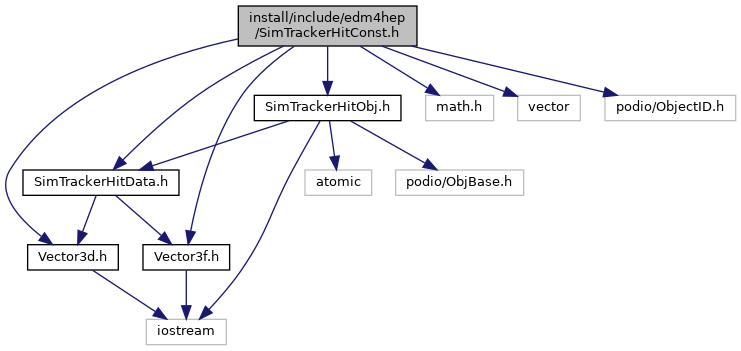 install/include/edm4hep
/SimTrackerHitConst.h
SimTrackerHitObj.h
math.h
vector
podio/ObjectID.h
SimTrackerHitData.h
atomic
podio/ObjBase.h
Vector3d.h
Vector3f.h
iostream